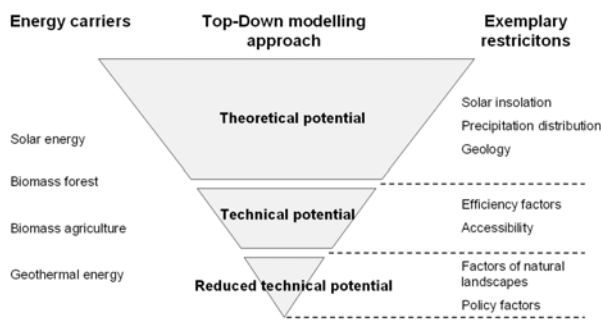 Energy carriers
Top-Down modelling
approach
Exemplary
restricitons
Theoretical potential
Solar insolation
Precipitation distribution
Geology
Solar energy
Biomass forest
Technical potential
Efficiency factors
Accessibility
Biomass agriculture
Geothermal energy
Reduced technical potential
Factors of natural
landscapes
Policy factors